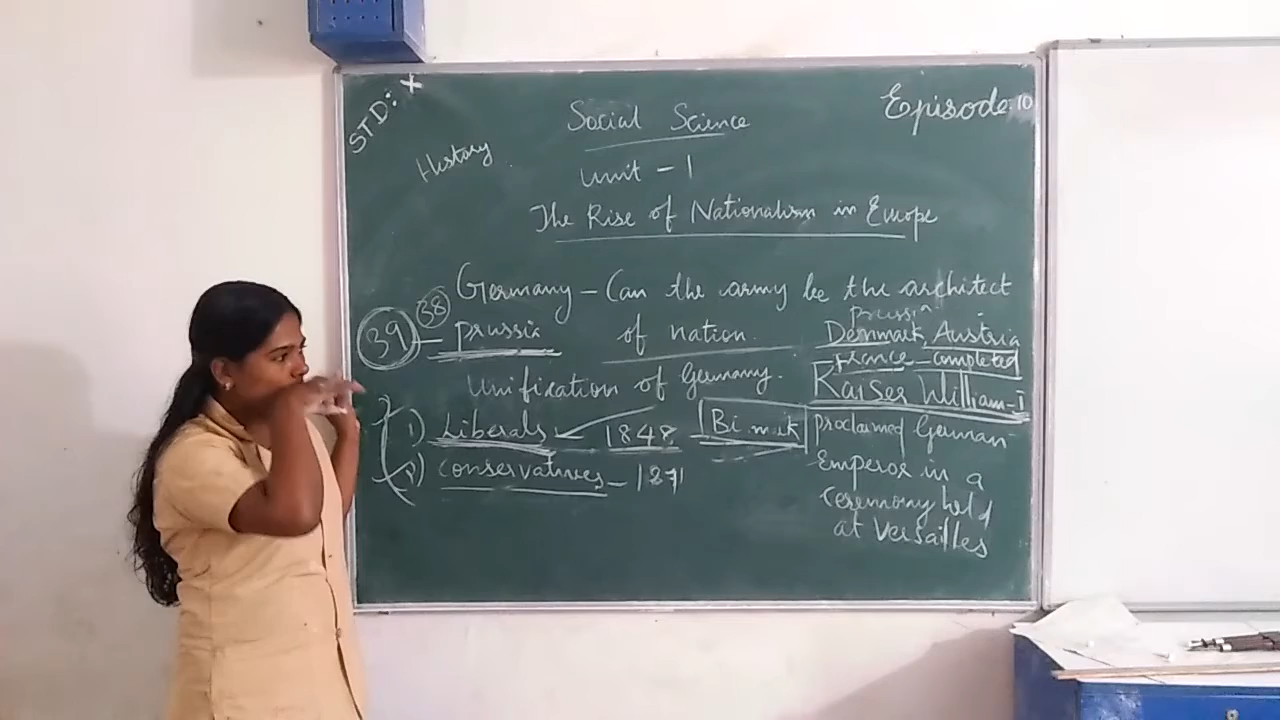 STD: X
Episode: 10
Social Science
History
Unit - 1
The Rise of Nationalism in Europe
Germany - Can the army be the architect
of nation.
38
39 - Prussia
Unification of Germany.
1) Liberals 1848
2) conservatives - 1871
Bi mark
prussia
Denmark, Austria
france - completed
Kaiser William-I
proclaimed German
Emperor in a
ceremony held
at Versailles